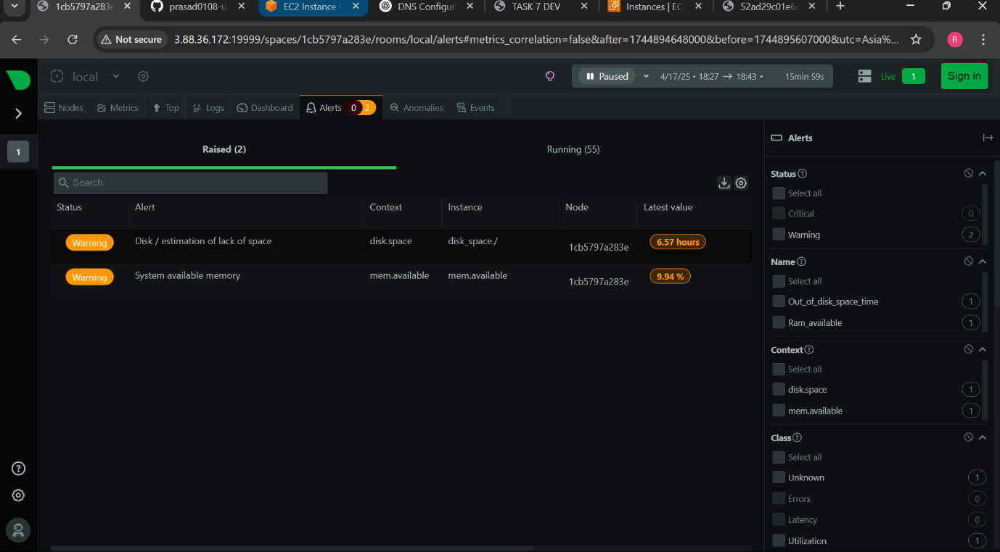 1cb5797a283e
prasad0108-u
EC2 Instance C
DNS Configur
TASK 7 DEV
Instances | EC2
52ad29c01e6c
Not secure
3.88.36.172:19999/spaces/1cb5797a283e/rooms/local/alerts#metrics_correlation=false&after=1744894648000&before=1744895607000&utc=Asia%...
R
local
Paused
4/17/25 • 18:27 → 18:43 •
15min 59s
Live
1
Sign in
Nodes
Metrics
Top
Logs
Dashboard
Alerts
0
2
Anomalies
Events
1
Raised (2)
Running (55)
Search
Status
Alert
Context
Instance
Node
Latest value
Warning
Disk / estimation of lack of space
disk.space
disk_space./
1cb5797a283e
6.57 hours
Warning
System available memory
mem.available
mem.available
1cb5797a283e
9.94 %
Alerts
Status
Select all
Critical
0
Warning
2
Name
Select all
Out_of_disk_space_time
1
Ram_available
1
Context
Select all
disk.space
1
mem.available
1
Class
Select all
Unknown
1
Errors
0
Latency
0
Utilization
1